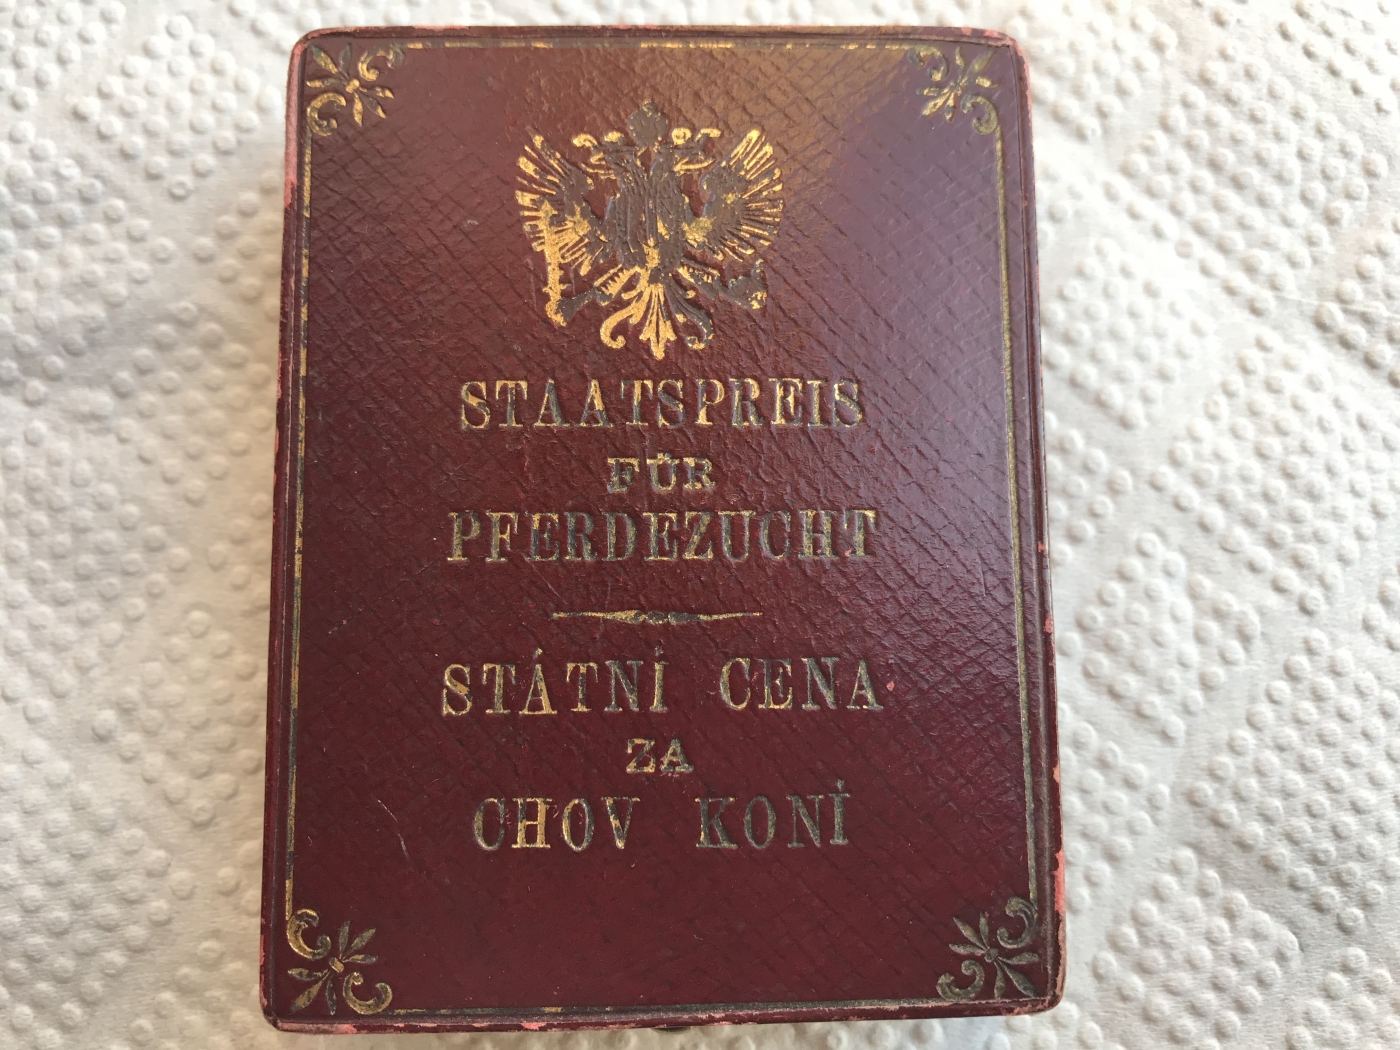 STAATSPREIS
FÜR
PFERDEZUCHT
STÁTNÍ CENA
ZA
CHOV KONÍ